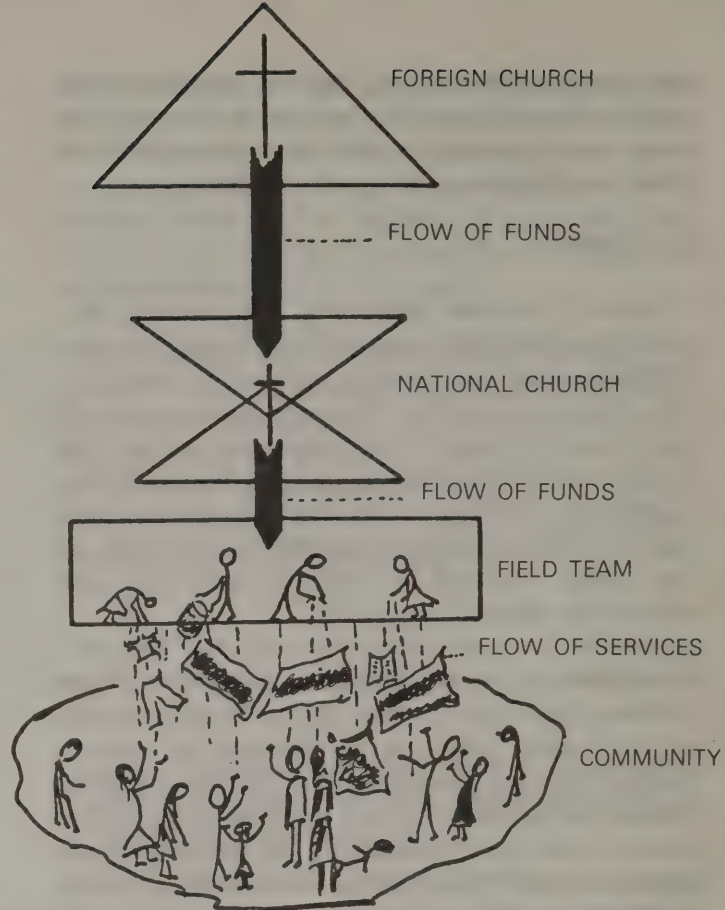 FOREIGN CHURCH
FLOW OF FUNDS
NATIONAL CHURCH
FLOW OF FUNDS
FIELD TEAM
FLOW OF SERVICES
COMMUNITY